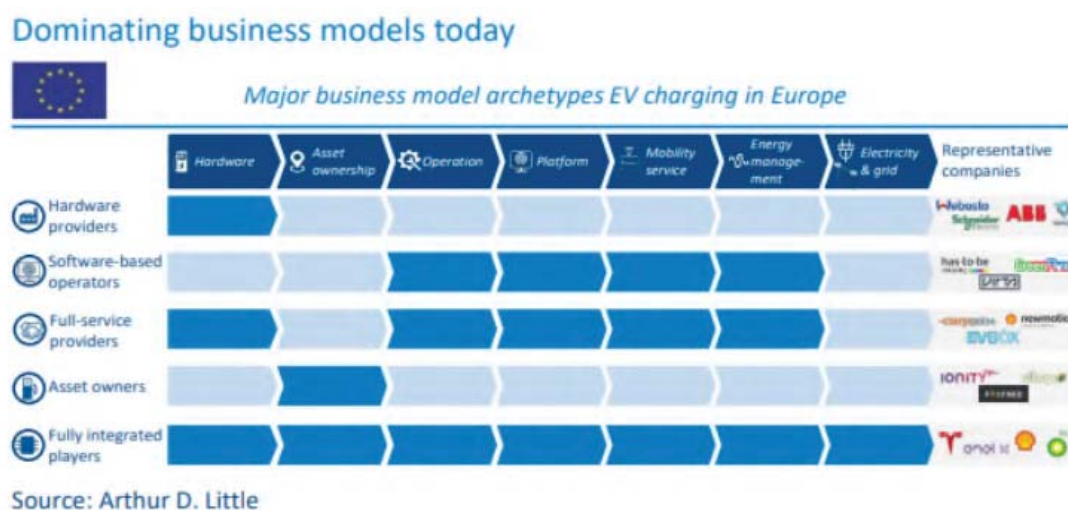 Dominating business models today
Major business model archetypes EV charging in Europe
Hardware
Asset
ownership
Operation
Platform
Mobility
service
Energy
manage-
ment
Electricity
& grid
Representative
companies
Hardware
providers
Webasto
Schneider
ABB
Software-based
operators
has·to·be
Full-service
providers
newmotion
EVBOX
Asset owners
IONITY
Fully integrated
players
enel x
Source: Arthur D. Little